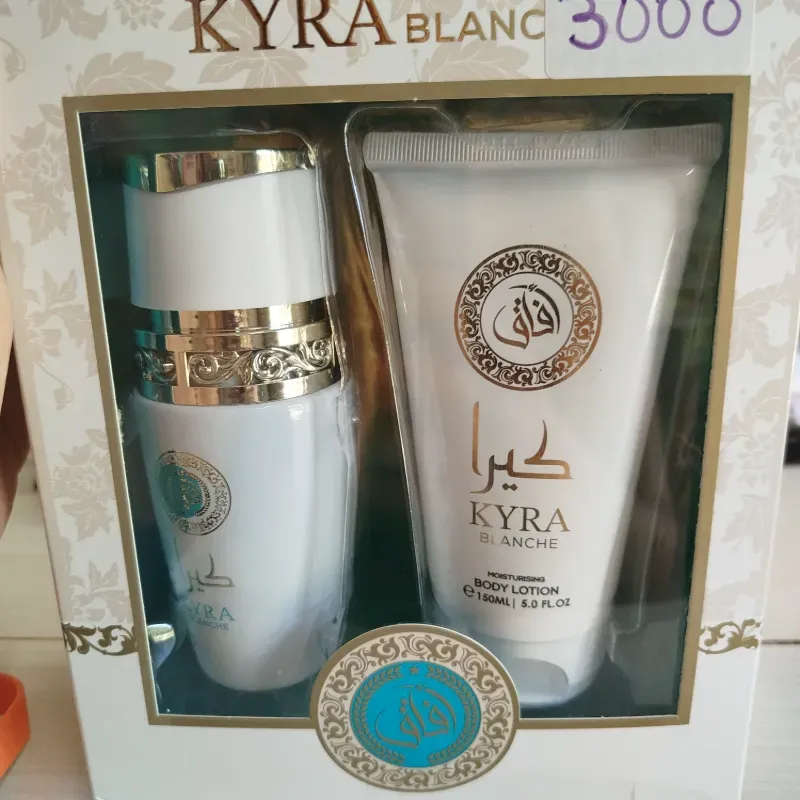 KYRA BLANC
3000
آفاق
كيرا
KYRA
BLANCHE
MOISTURISING
BODY LOTION
℮ 150ML | 5.0 FL.OZ
كيرا
KYRA
BLANCHE
آفاق